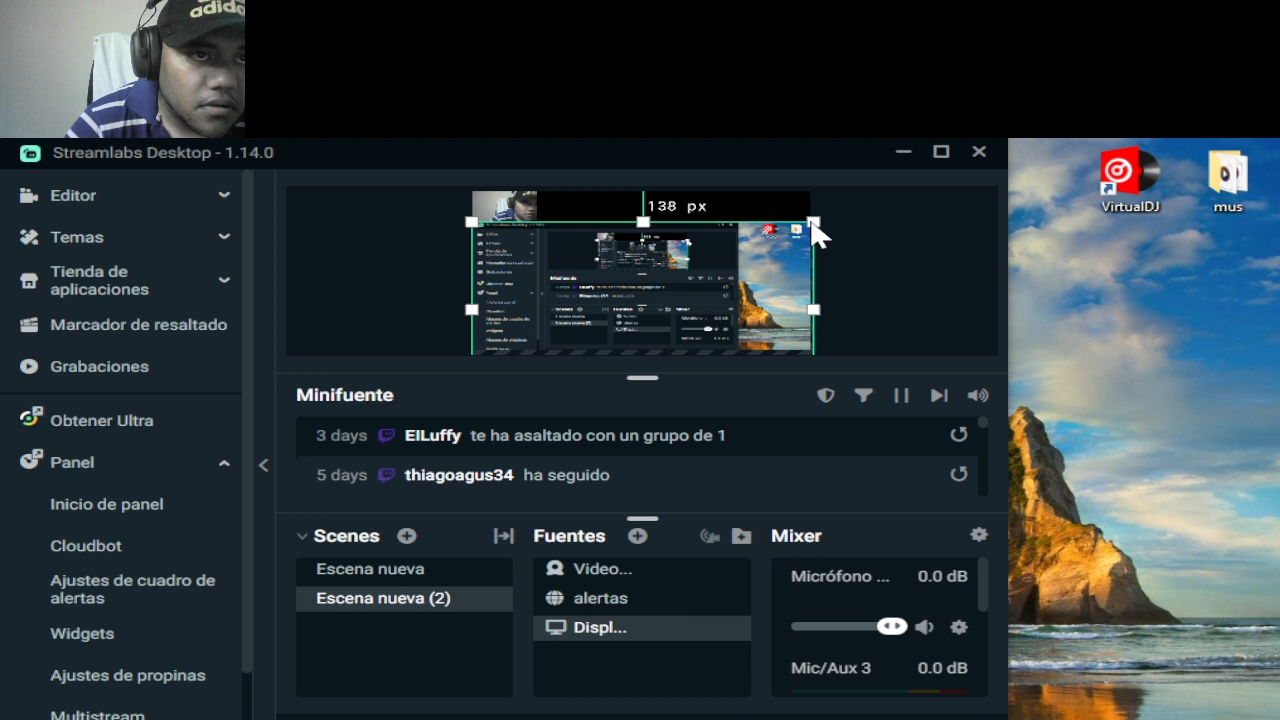 adidas
Streamlabs Desktop - 1.14.0
Editor
Temas
Tienda de
aplicaciones
Marcador de resaltado
Grabaciones
Obtener Ultra
Panel
Inicio de panel
Cloudbot
Ajustes de cuadro de
alertas
Widgets
Ajustes de propinas
Multistream
138 px
Minifuente
3 days EILuffy te ha asaltado con un grupo de 1
5 days thiagoagus34 ha seguido
Scenes
Escena nueva
Escena nueva (2)
Fuentes
Video...
alertas
Displ...
Mixer
Micrófono ... 0.0 dB
Mic/Aux 3 0.0 dB
VirtualDJ
mus